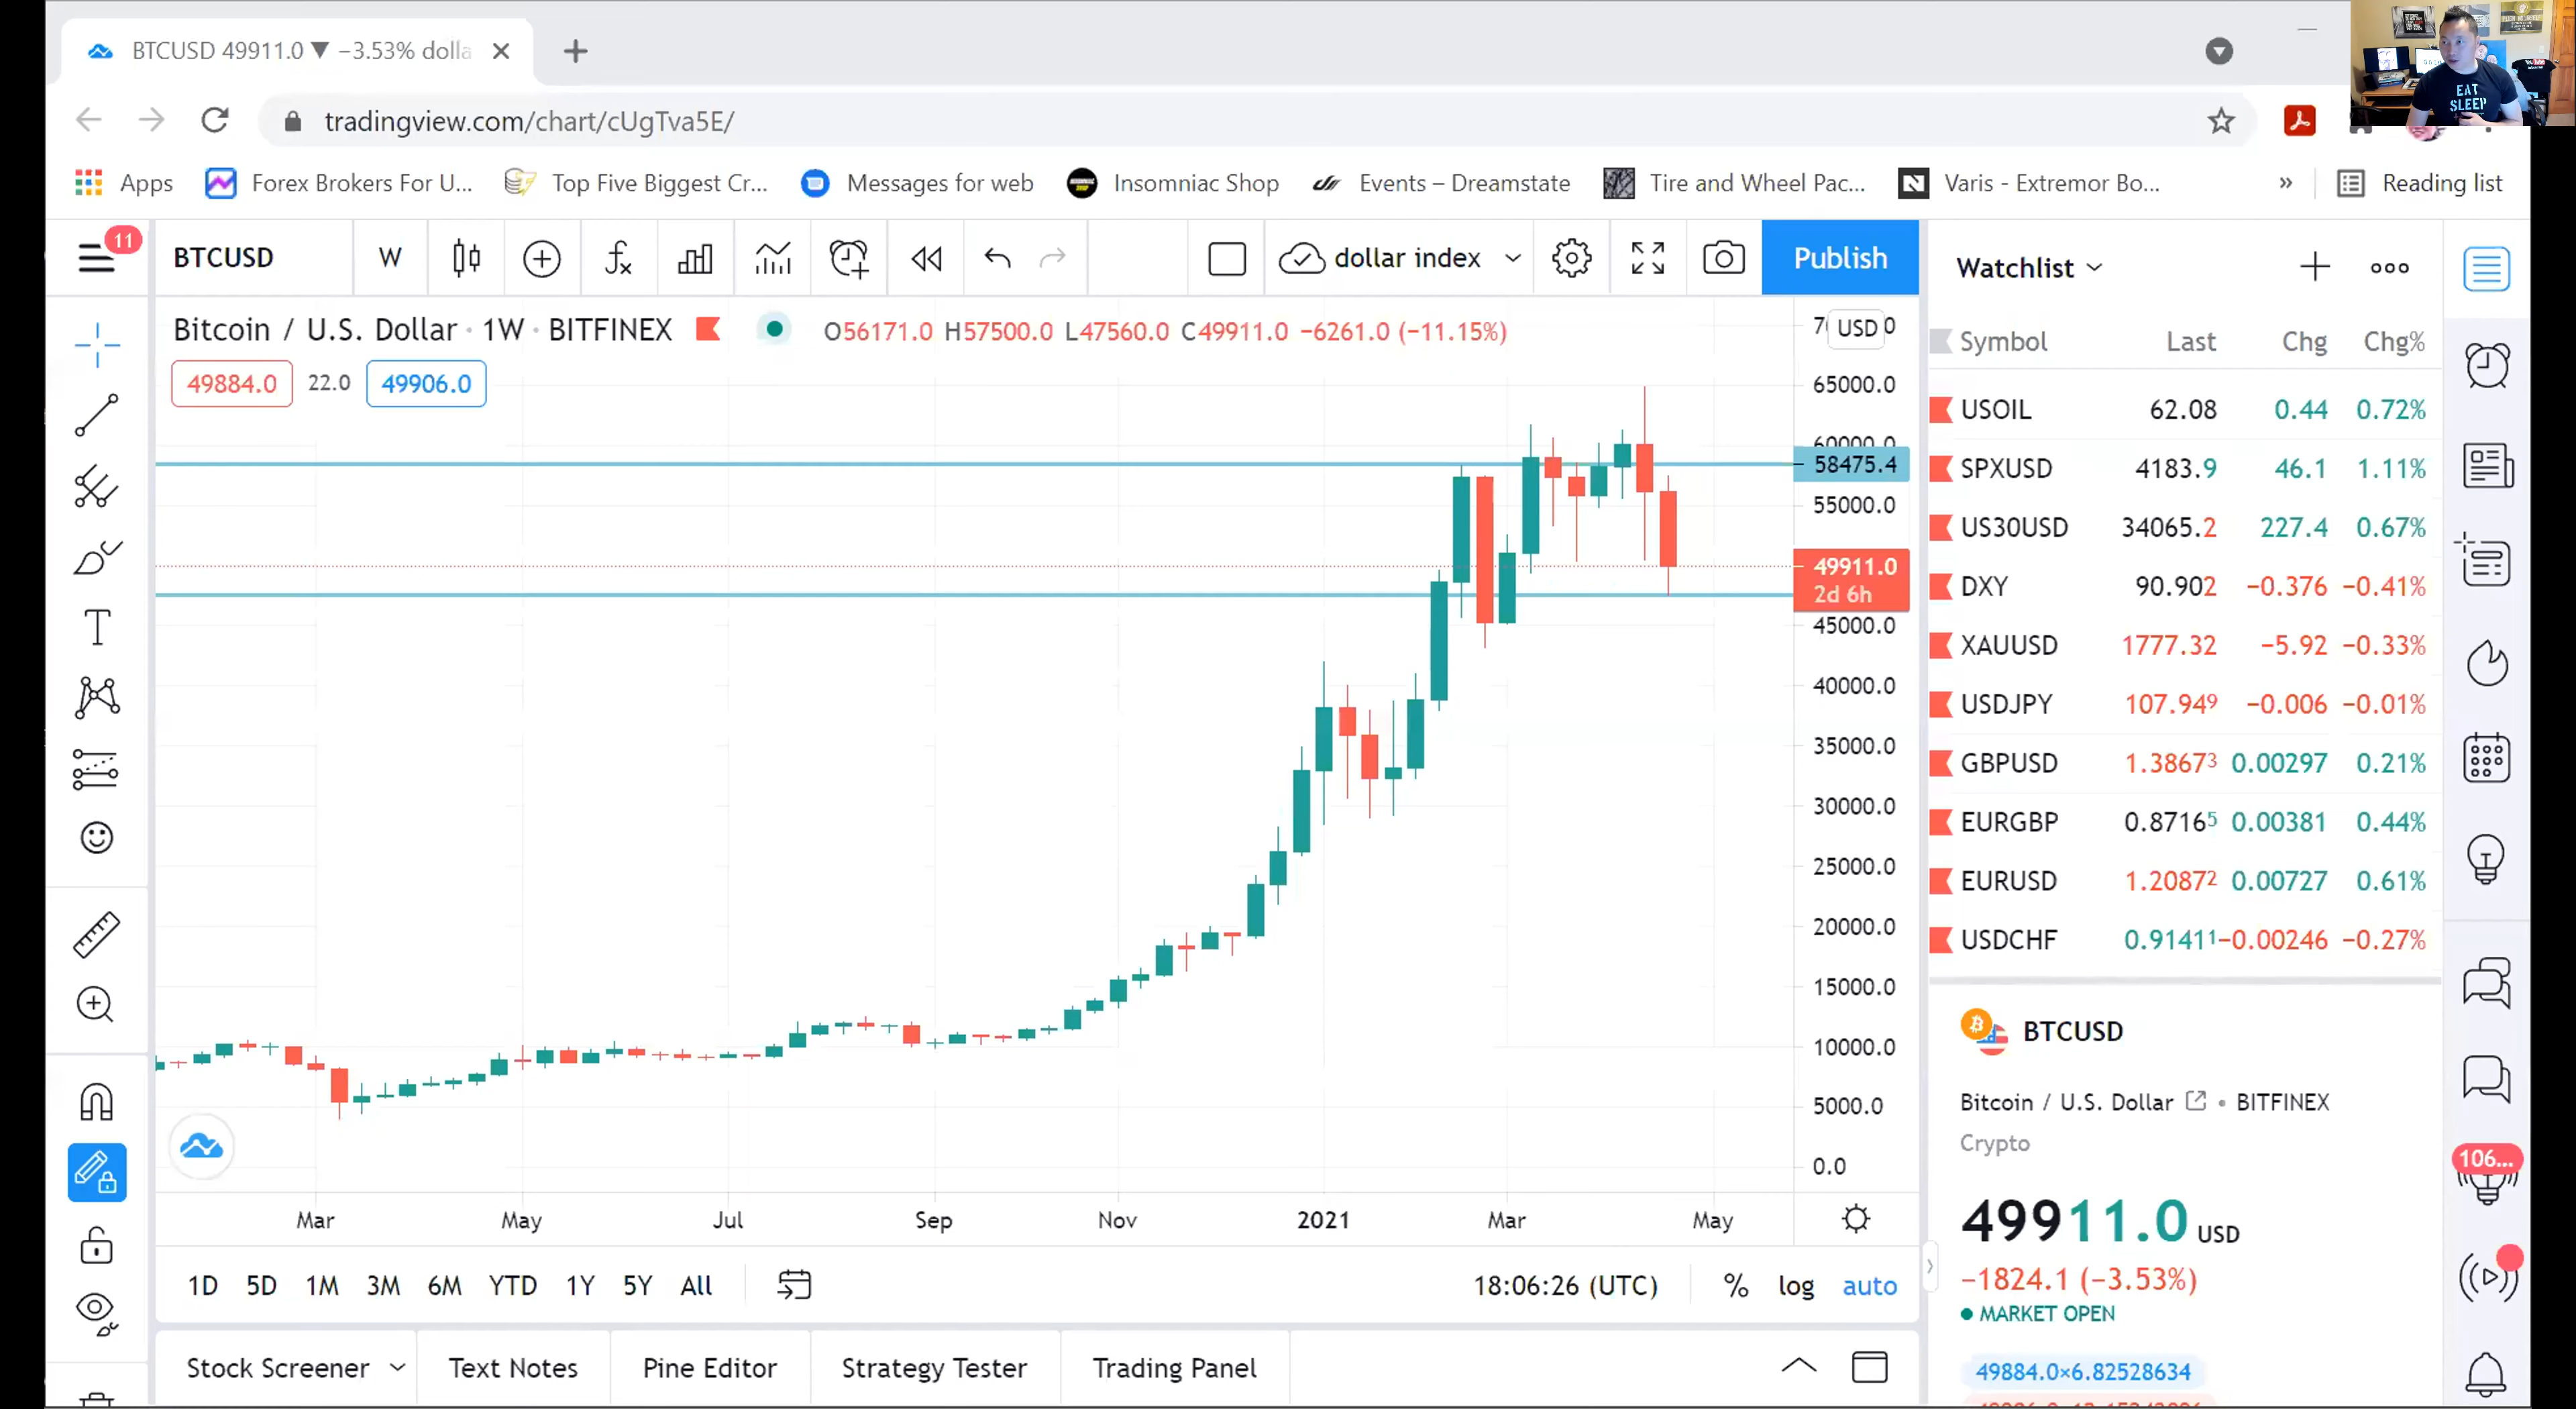 BTCUSD 49911.0 ▼ −3.53% dolla
tradingview.com/chart/cUgTva5E/
Apps Forex Brokers For U... Top Five Biggest Cr... Messages for web Insomniac Shop Events – Dreamstate Tire and Wheel Pac... Varis - Extremor Bo... » Reading list
11 BTCUSD W dollar index Publish
Bitcoin / U.S. Dollar · 1W · BITFINEX O56171.0 H57500.0 L47560.0 C49911.0 −6261.0 (−11.15%)
49884.0 22.0 49906.0
USD
65000.0
60000.0
58475.4
55000.0
49911.0
2d 6h
45000.0
40000.0
35000.0
30000.0
25000.0
20000.0
15000.0
10000.0
5000.0
0.0
Mar May Jul Sep Nov 2021 Mar May
1D 5D 1M 3M 6M YTD 1Y 5Y All 18:06:26 (UTC) % log auto
Stock Screener Text Notes Pine Editor Strategy Tester Trading Panel
EAT
SLEEP
Watchlist
Symbol Last Chg Chg%
USOIL 62.08 0.44 0.72%
SPXUSD 4183.9 46.1 1.11%
US30USD 34065.2 227.4 0.67%
DXY 90.902 −0.376 −0.41%
XAUUSD 1777.32 −5.92 −0.33%
USDJPY 107.949 −0.006 −0.01%
GBPUSD 1.38673 0.00297 0.21%
EURGBP 0.87165 0.00381 0.44%
EURUSD 1.20872 0.00727 0.61%
USDCHF 0.91411 −0.00246 −0.27%
BTCUSD
Bitcoin / U.S. Dollar • BITFINEX
Crypto
49911.0 USD
−1824.1 (−3.53%)
MARKET OPEN
49884.0×6.82528634
106...